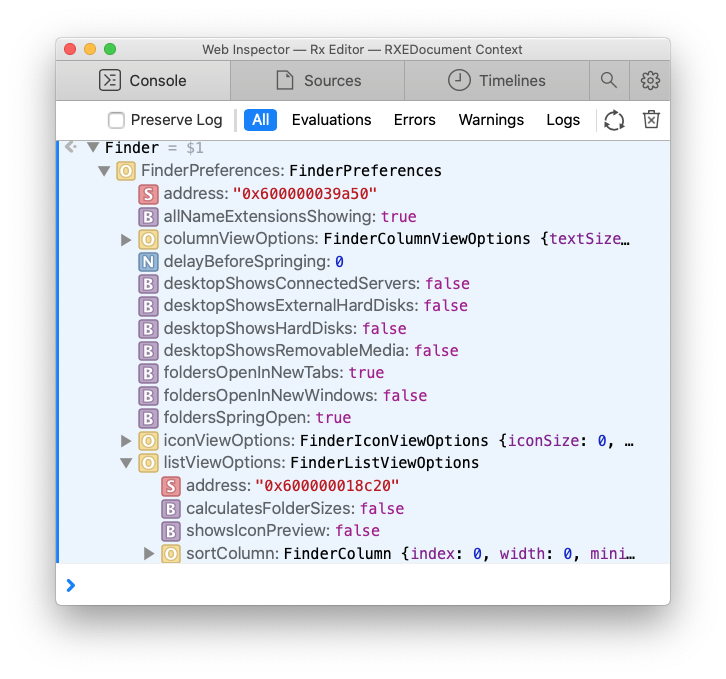 Web Inspector — Rx Editor — RXEDocument Context
Console Sources Timelines
Preserve Log All Evaluations Errors Warnings Logs
Finder = $1
O FinderPreferences: FinderPreferences
S address: "0x600000039a50"
B allNameExtensionsShowing: true
O columnViewOptions: FinderColumnViewOptions {textSize…
N delayBeforeSpringing: 0
B desktopShowsConnectedServers: false
B desktopShowsExternalHardDisks: false
B desktopShowsHardDisks: false
B desktopShowsRemovableMedia: false
B foldersOpenInNewTabs: true
B foldersOpenInNewWindows: false
B foldersSpringOpen: true
O iconViewOptions: FinderIconViewOptions {iconSize: 0, …
O listViewOptions: FinderListViewOptions
S address: "0x600000018c20"
B calculatesFolderSizes: false
B showsIconPreview: false
O sortColumn: FinderColumn {index: 0, width: 0, mini…